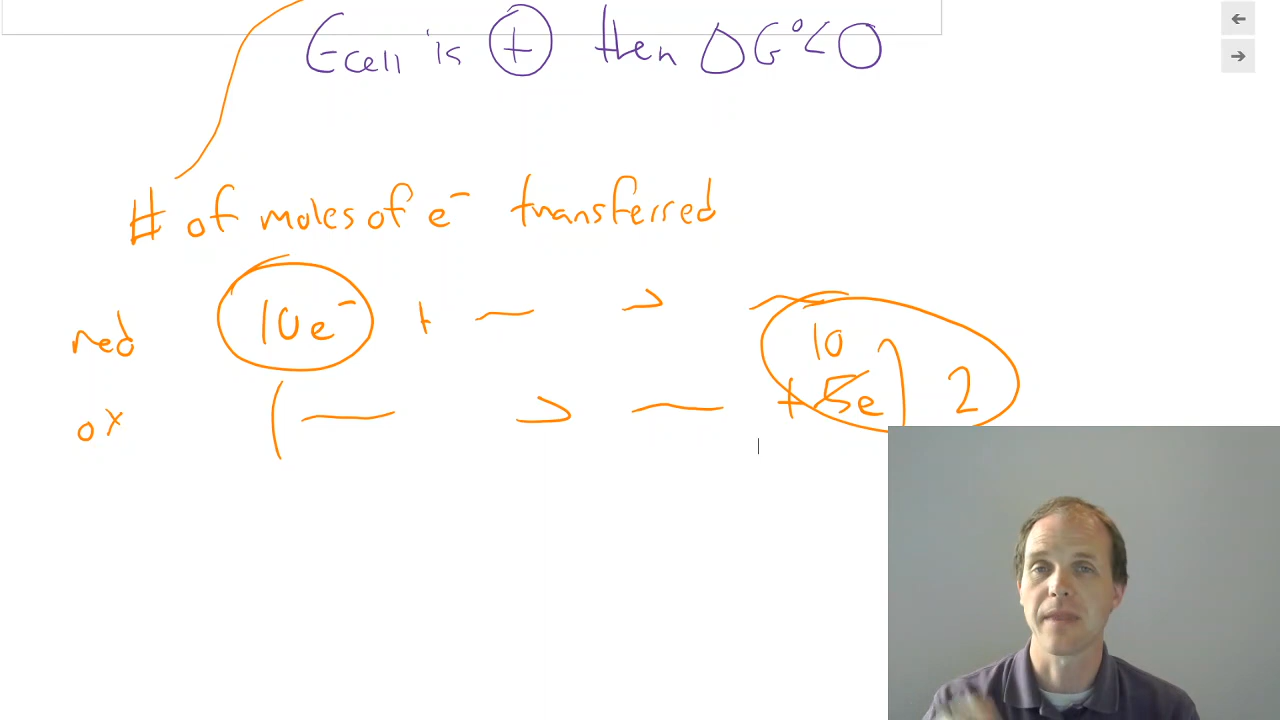 Ecell is + then ΔG°<0
# of moles of e⁻ transferred
red 10e⁻ + — > —
10
ox ( — > — +5e ) 2